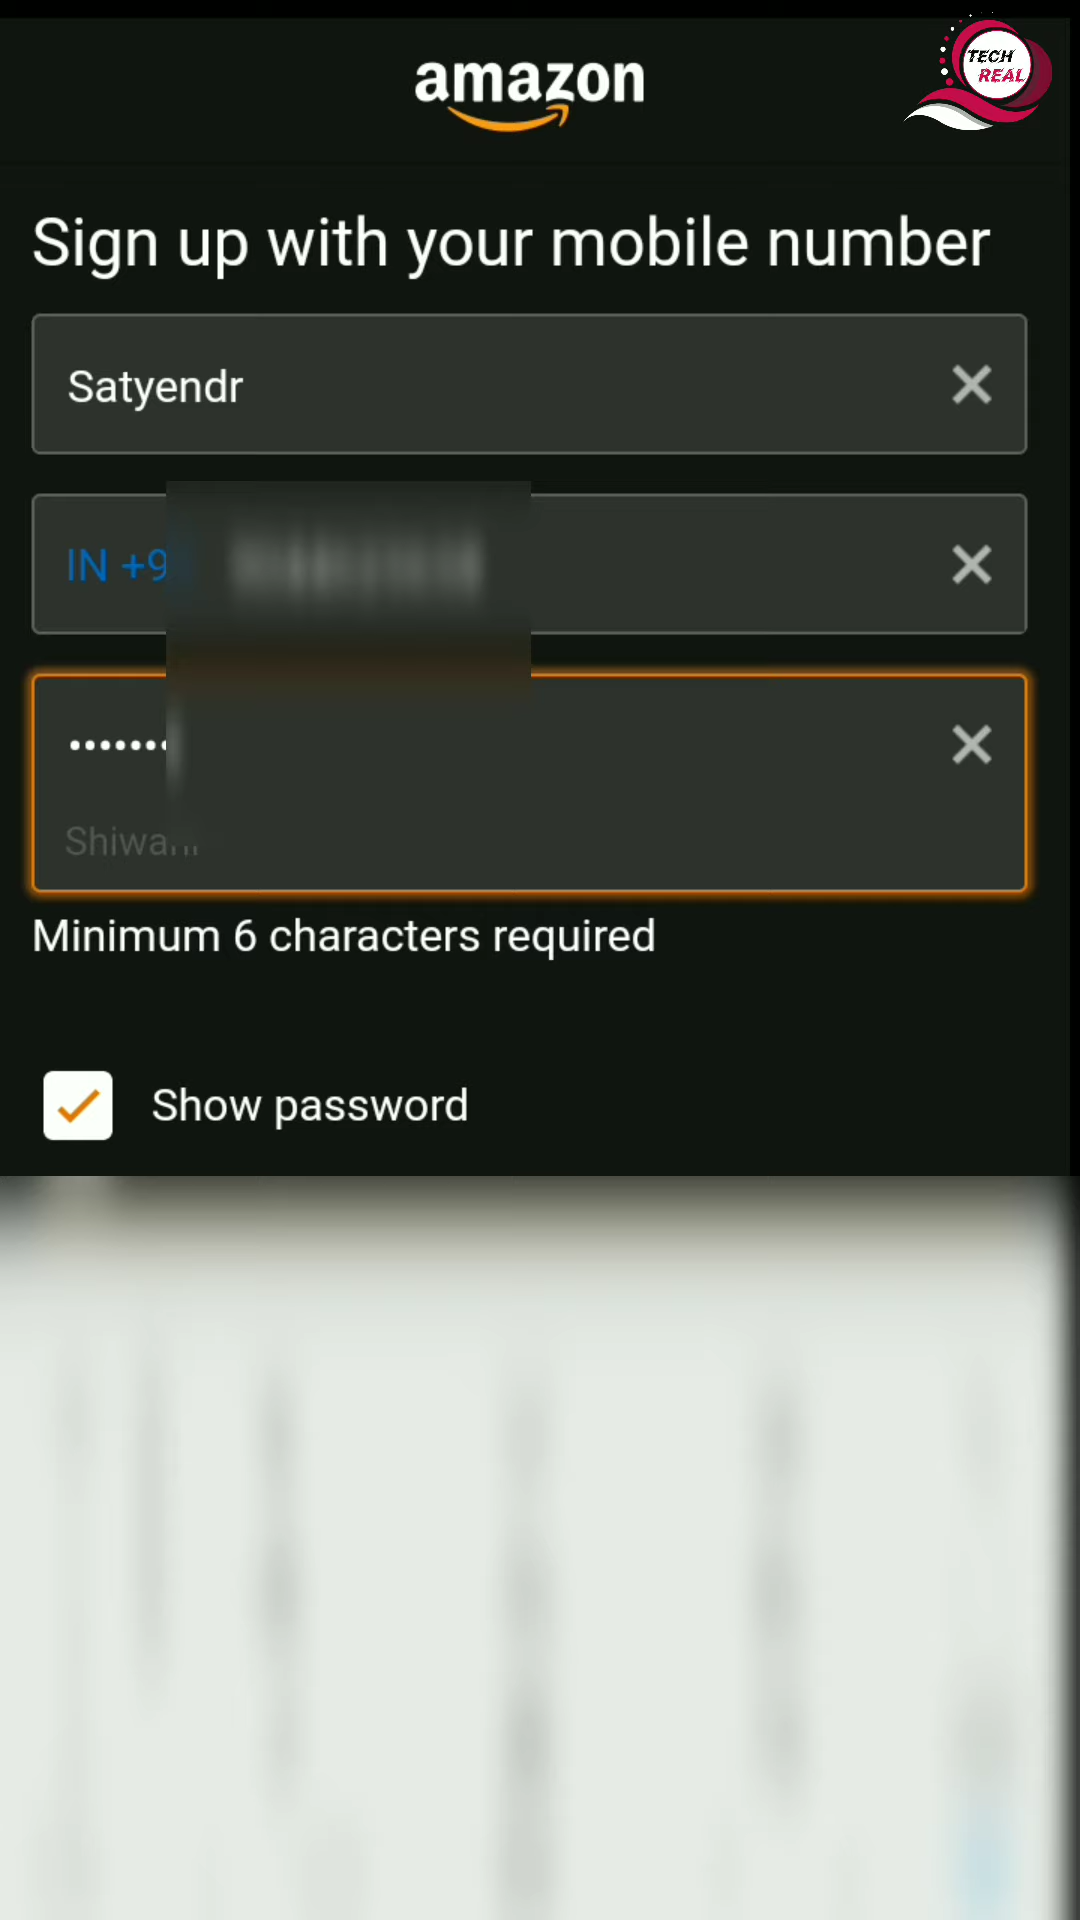 amazon
TECH
REAL
Sign up with your mobile number
Satyendr
IN +9
•••••••
Minimum 6 characters required
Show password